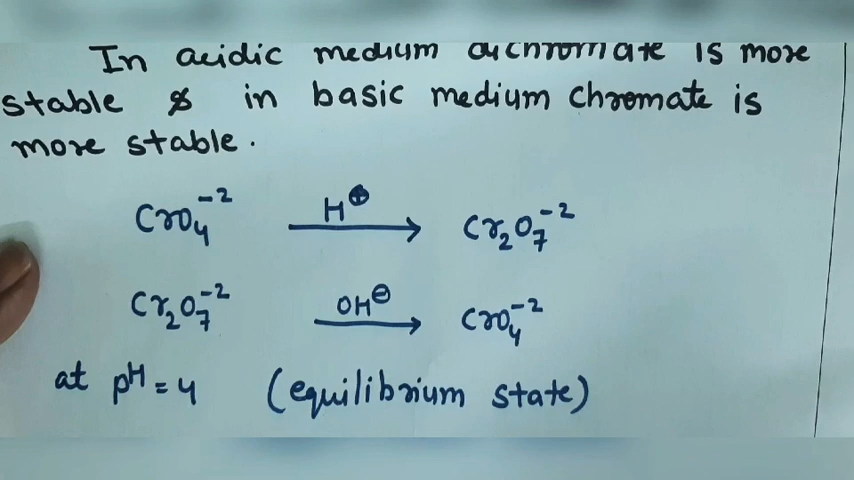 In acidic medium dichromate is more
stable & in basic medium chromate is
more stable.
CrO₄⁻² H⊕ → Cr₂O₇⁻²
Cr₂O₇⁻² OH⊖ → CrO₄⁻²
at pH = 4 (equilibrium state)